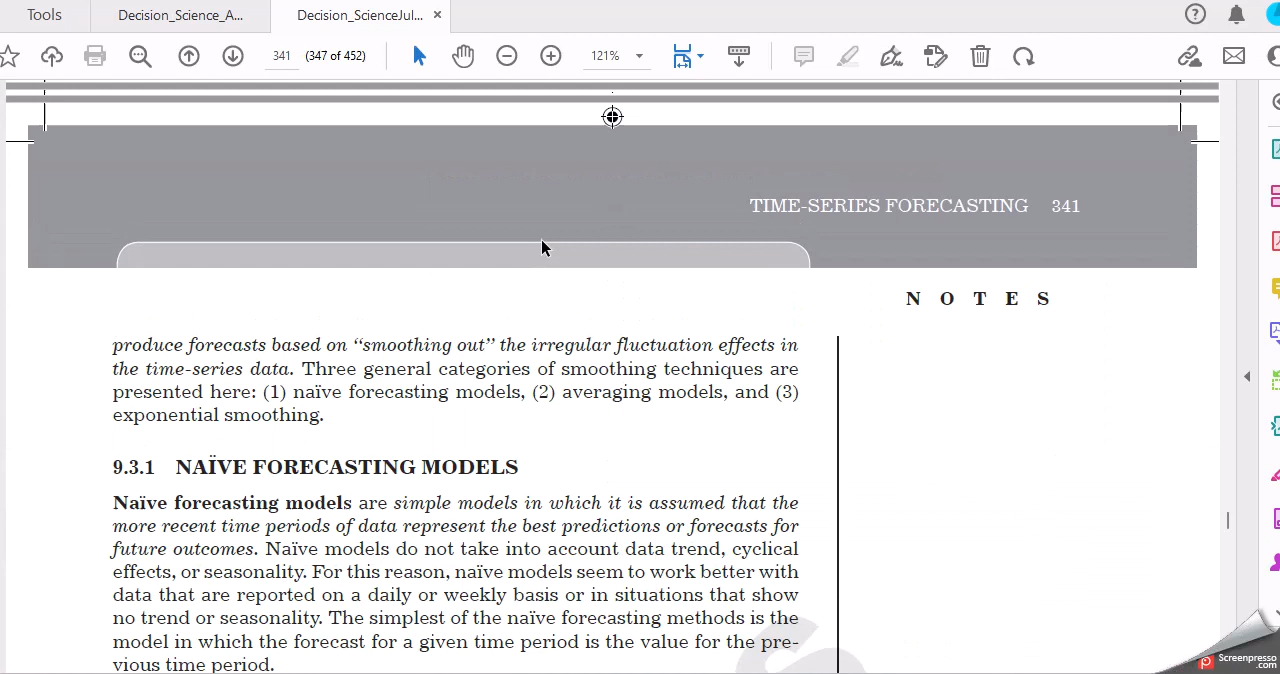 Tools
Decision_Science_A...
Decision_ScienceJul...
341 (347 of 452)
121%
TIME-SERIES FORECASTING 341
N O T E S
produce forecasts based on “smoothing out” the irregular fluctuation effects in
the time-series data. Three general categories of smoothing techniques are
presented here: (1) naïve forecasting models, (2) averaging models, and (3)
exponential smoothing.
9.3.1 NAÏVE FORECASTING MODELS
Naïve forecasting models are simple models in which it is assumed that the
more recent time periods of data represent the best predictions or forecasts for
future outcomes. Naïve models do not take into account data trend, cyclical
effects, or seasonality. For this reason, naïve models seem to work better with
data that are reported on a daily or weekly basis or in situations that show
no trend or seasonality. The simplest of the naïve forecasting methods is the
model in which the forecast for a given time period is the value for the pre-
vious time period.
Screenpresso
.com